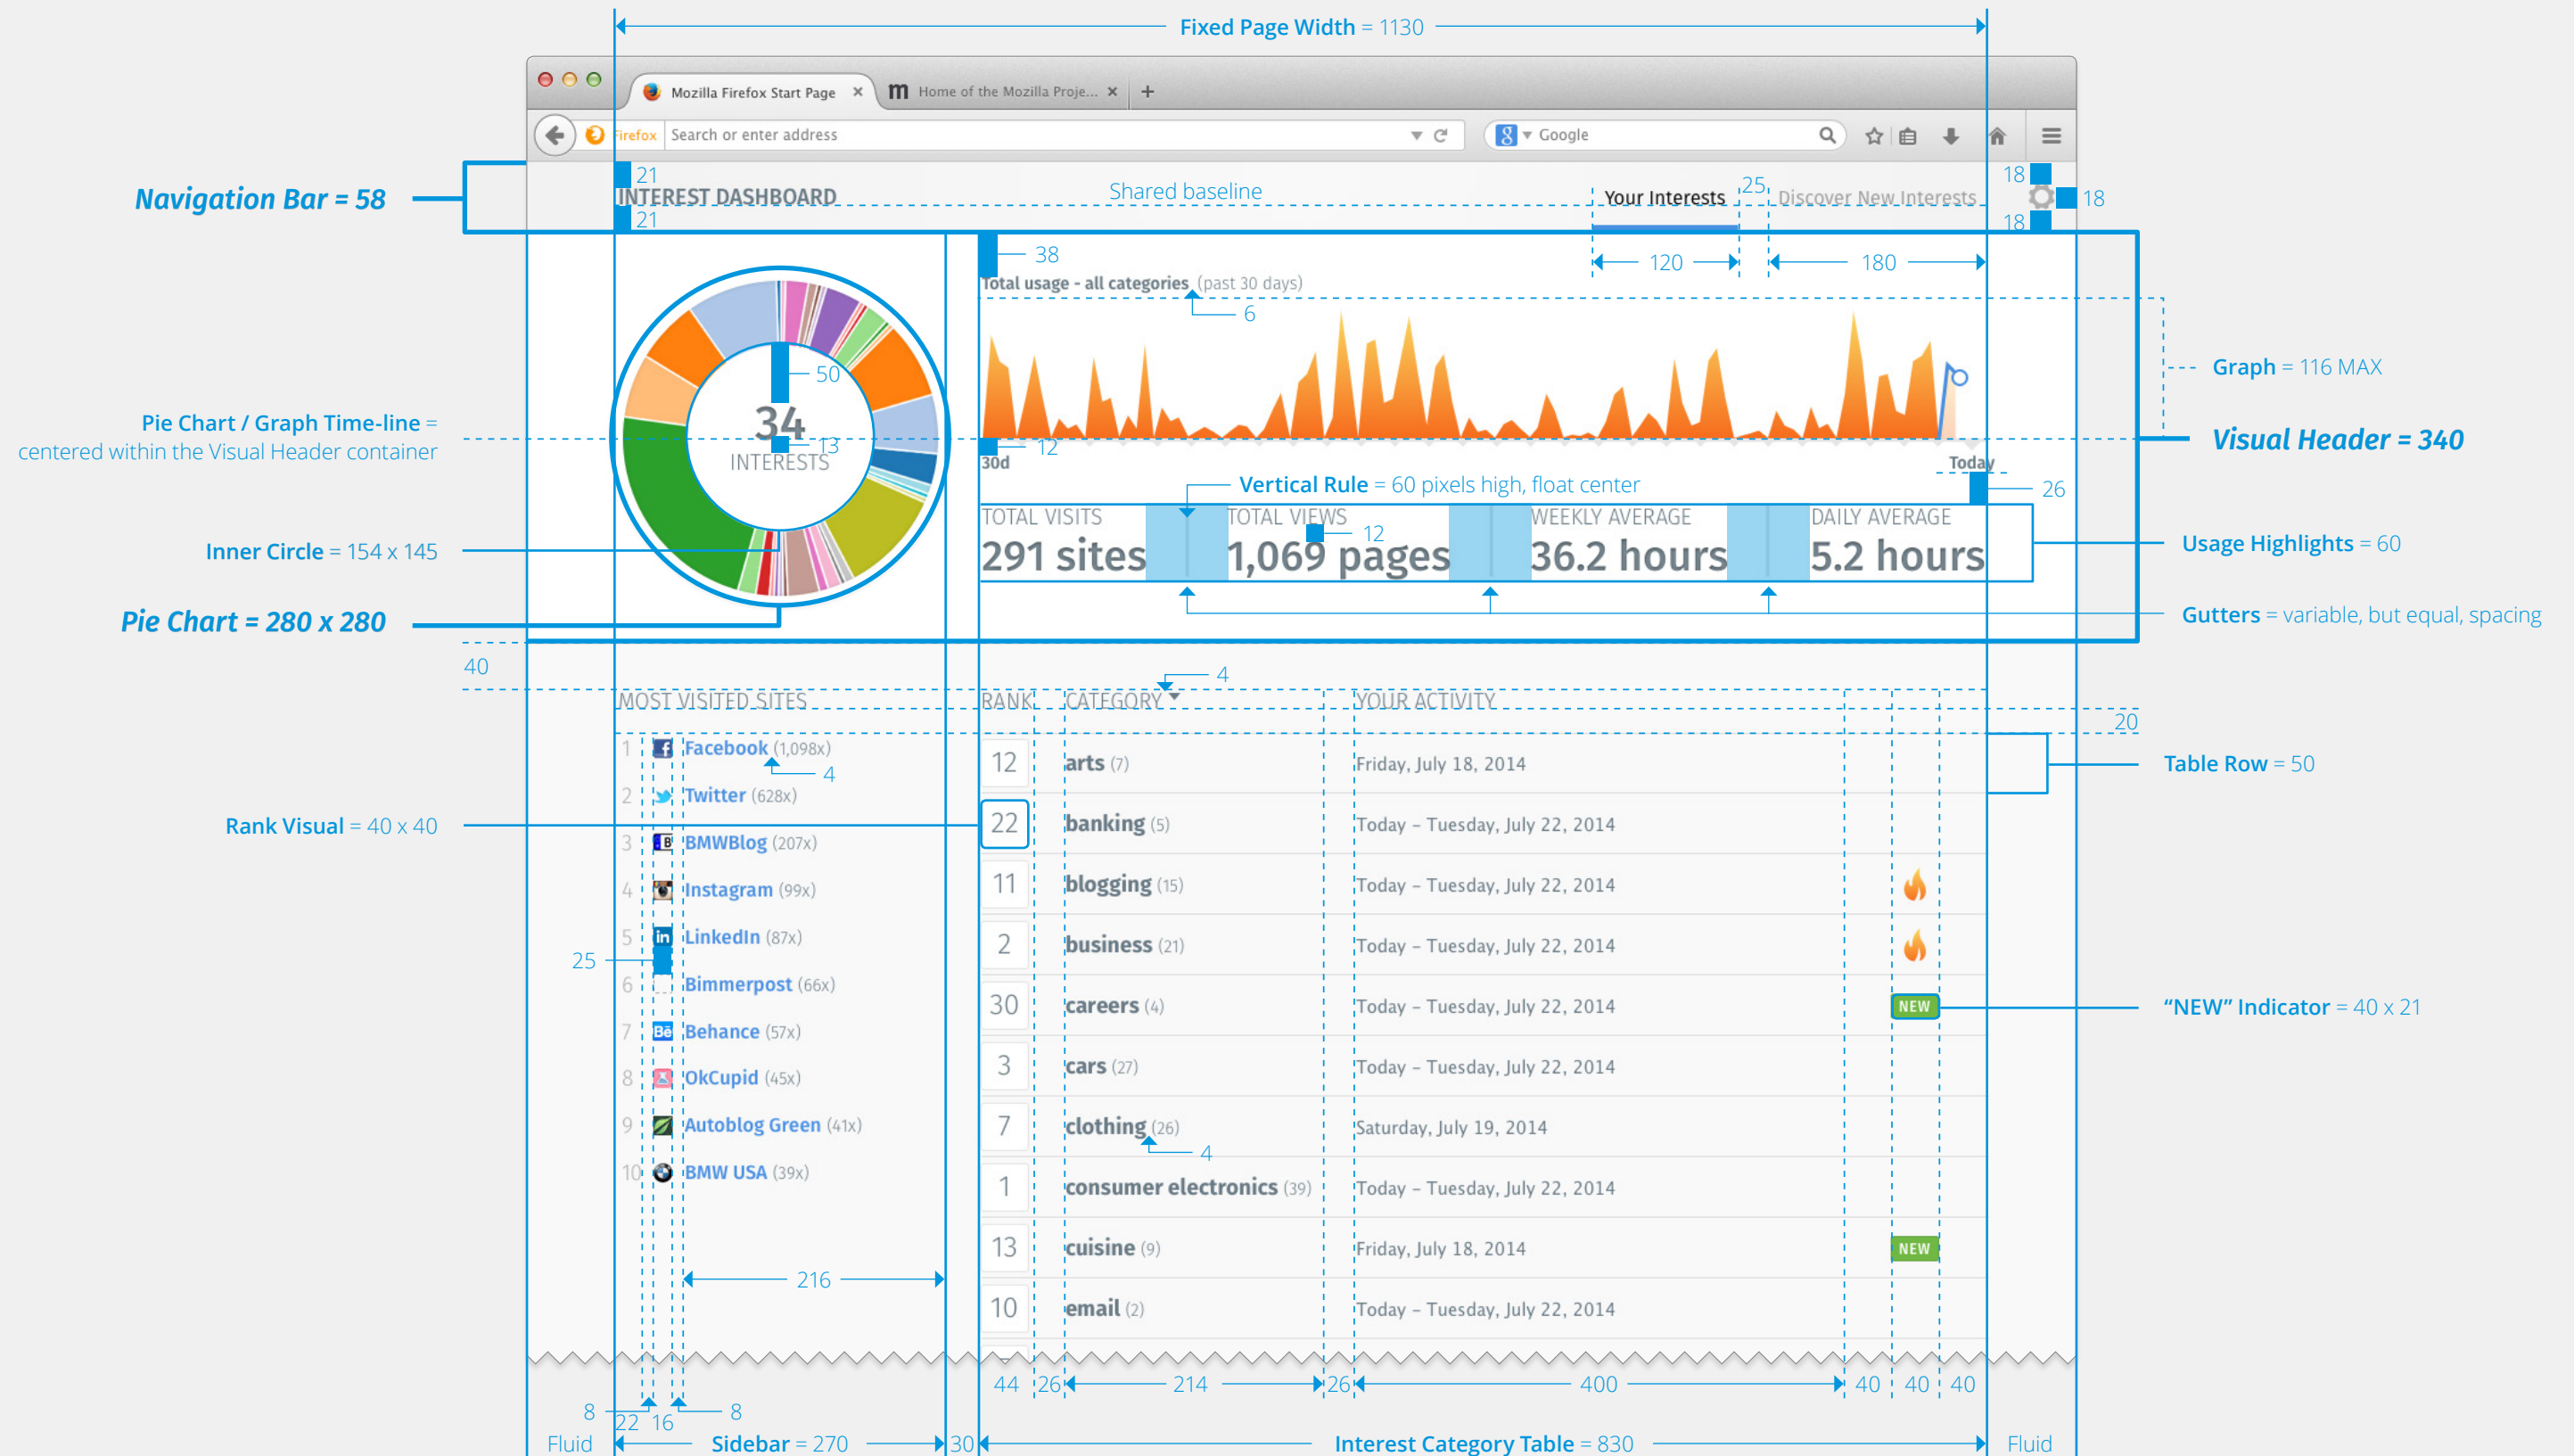 Fixed Page Width = 1130
Mozilla Firefox Start Page
m Home of the Mozilla Proje...
Firefox Search or enter address
g Google
Navigation Bar = 58
21
INTEREST DASHBOARD
21
Shared baseline
Your Interests
25
Discover New Interests
18
18
18
38
120
180
Total usage - all categories (past 30 days)
6
50
34
13
INTERESTS
Graph = 116 MAX
Pie Chart / Graph Time-line =
centered within the Visual Header container
Visual Header = 340
12
30d
Today
Vertical Rule = 60 pixels high, float center
26
TOTAL VISITS
291 sites
TOTAL VIEWS
12
1,069 pages
WEEKLY AVERAGE
36.2 hours
DAILY AVERAGE
5.2 hours
Inner Circle = 154 x 145
Usage Highlights = 60
Pie Chart = 280 x 280
Gutters = variable, but equal, spacing
40
4
MOST VISITED SITES
RANK
CATEGORY
YOUR ACTIVITY
20
1 Facebook (1,098x)
4
2 Twitter (628x)
3 BMWBlog (207x)
4 Instagram (99x)
5 in LinkedIn (87x)
25
6 Bimmerpost (66x)
7 Bē Behance (57x)
8 OkCupid (45x)
9 Autoblog Green (41x)
10 BMW USA (39x)
Rank Visual = 40 x 40
12 arts (7) Friday, July 18, 2014
22 banking (5) Today – Tuesday, July 22, 2014
11 blogging (15) Today – Tuesday, July 22, 2014
2 business (21) Today – Tuesday, July 22, 2014
30 careers (4) Today – Tuesday, July 22, 2014 NEW
3 cars (27) Today – Tuesday, July 22, 2014
7 clothing (26) Saturday, July 19, 2014
4
1 consumer electronics (39) Today – Tuesday, July 22, 2014
13 cuisine (9) Friday, July 18, 2014 NEW
10 email (2) Today – Tuesday, July 22, 2014
Table Row = 50
“NEW” Indicator = 40 x 21
216
44 26 214 26 400 40 40 40
8 22 16 8
Fluid Sidebar = 270 30 Interest Category Table = 830 Fluid